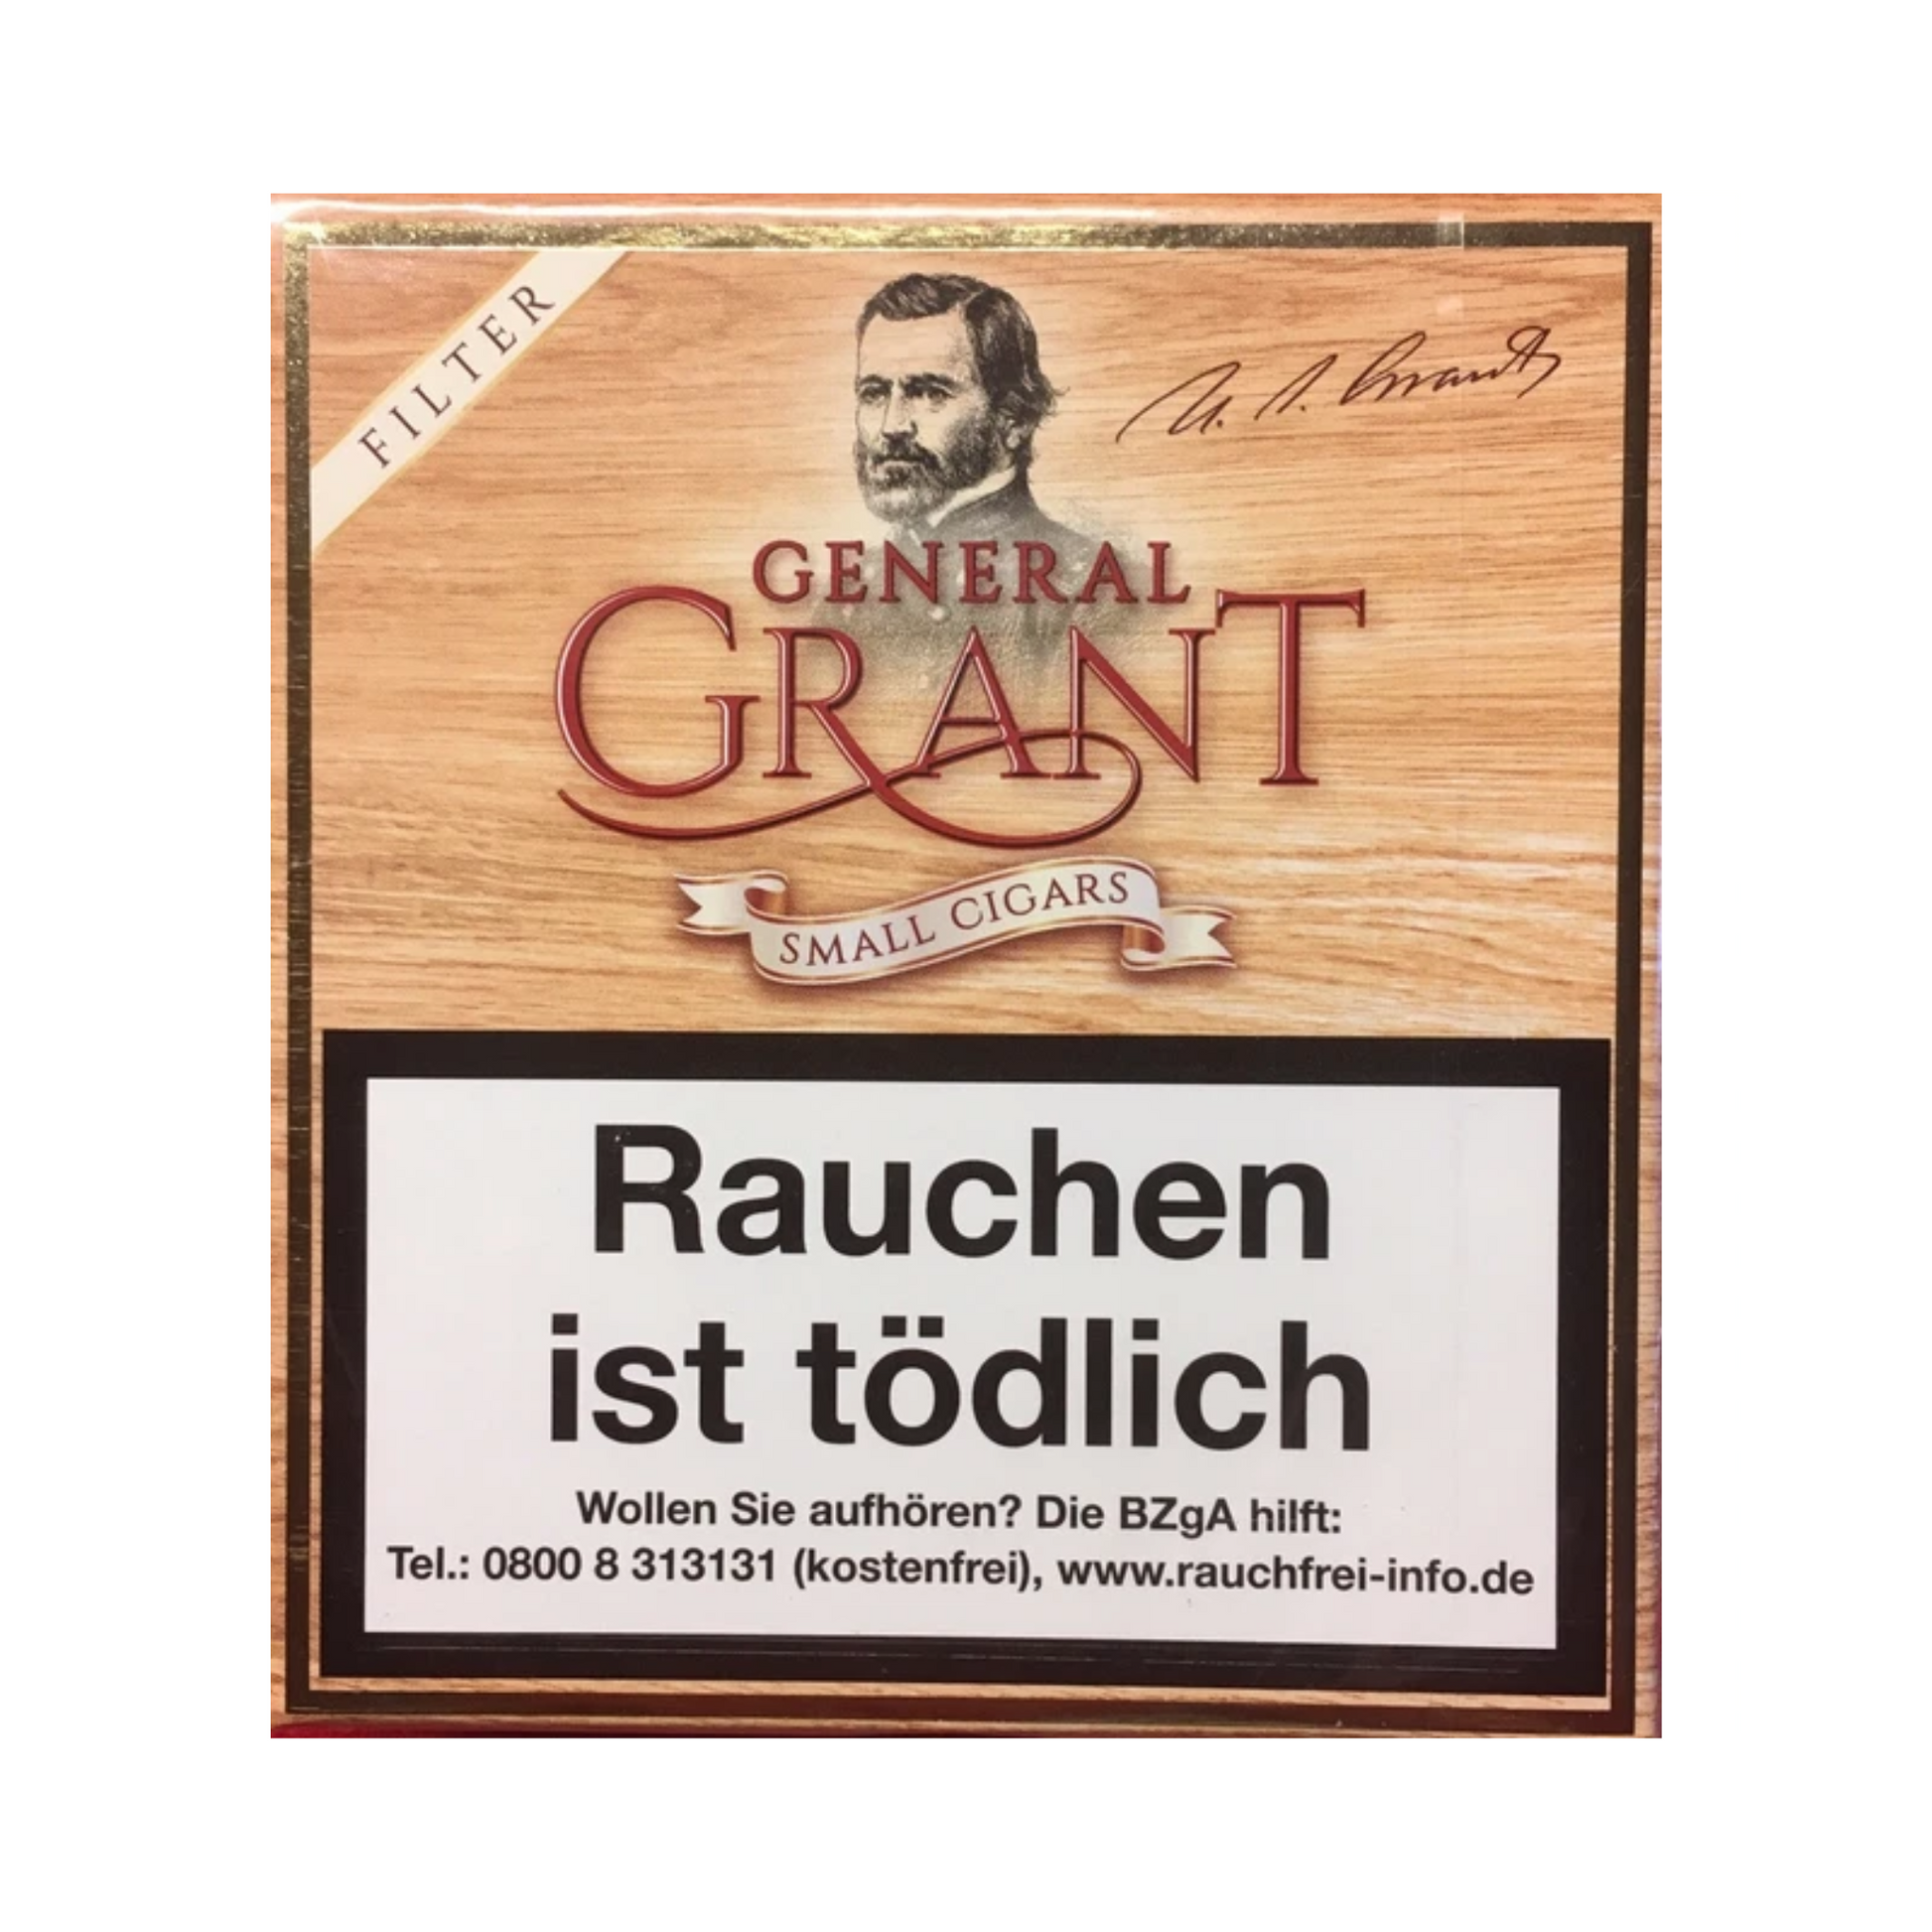 FILTER
U. S. Grant
GENERAL
GRANT
SMALL CIGARS
Rauchen
ist tödlich
Wollen Sie aufhören? Die BZgA hilft:
Tel.: 0800 8 313131 (kostenfrei), www.rauchfrei-info.de